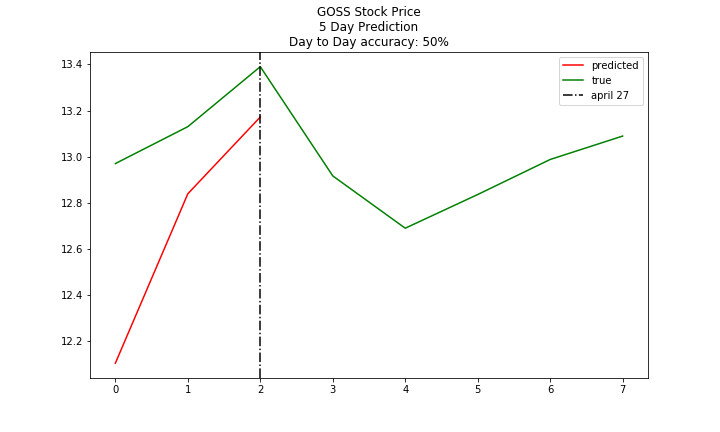 GOSS Stock Price
5 Day Prediction
Day to Day accuracy: 50%
predicted
true
april 27
13.4
13.2
13.0
12.8
12.6
12.4
12.2
0 1 2 3 4 5 6 7